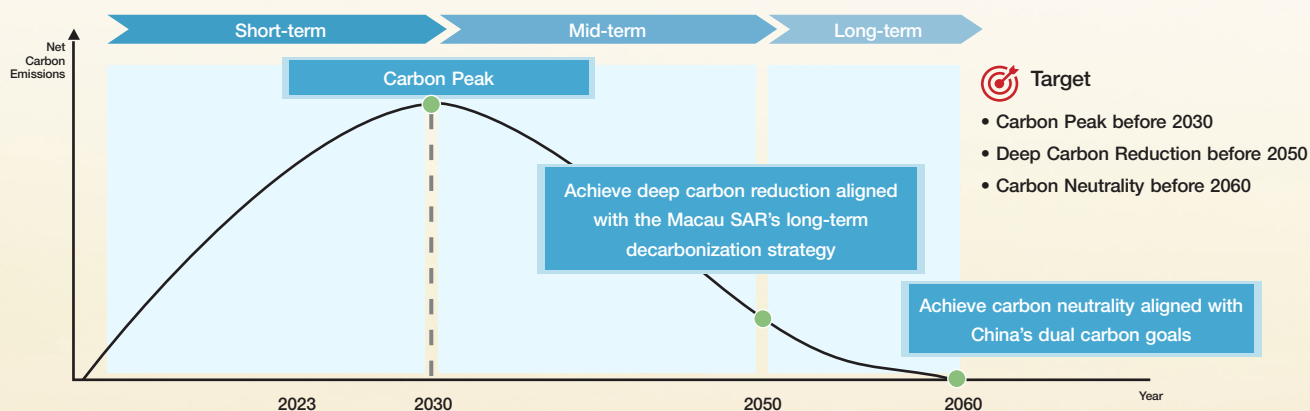 Short-term
Mid-term
Long-term
Net
Carbon
Emissions
Carbon Peak
Target
• Carbon Peak before 2030
• Deep Carbon Reduction before 2050
• Carbon Neutrality before 2060
Achieve deep carbon reduction aligned
with the Macau SAR's long-term
decarbonization strategy
Achieve carbon neutrality aligned with
China's dual carbon goals
2023
2030
2050
2060
Year